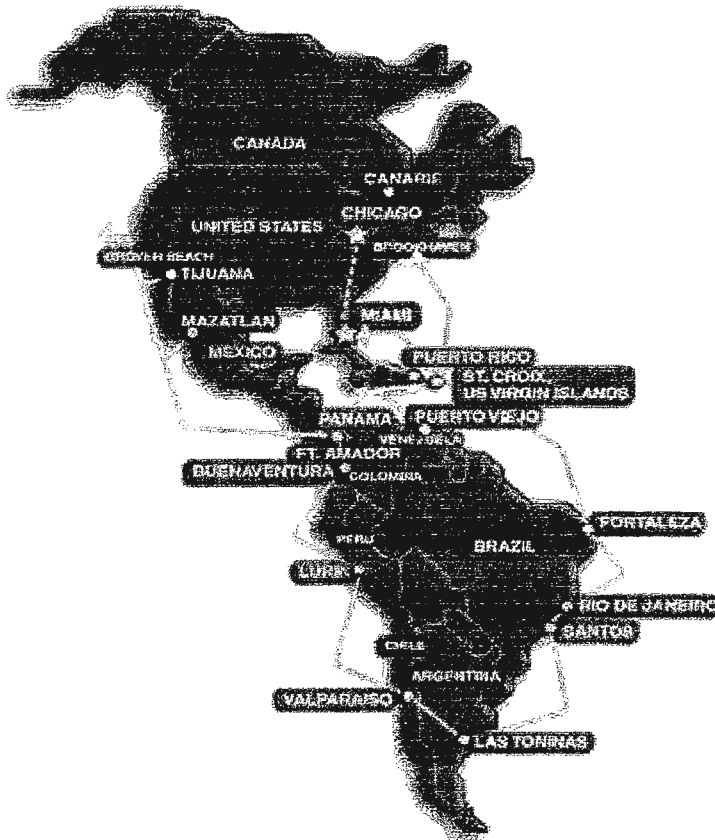 CANADA
CANARIE
CHICAGO
UNITED STATES
BROOKHAVEN
GROVER BEACH
TIJUANA
MIAMI
MAZATLAN
MEXICO
PUERTO RICO
ST. CROIX,
US VIRGIN ISLANDS
PANAMA
PUERTO VIEJO
VENEZUELA
FT. AMADOR
BUENAVENTURA
COLOMBIA
FORTALEZA
PERU
BRAZIL
LURIN
RIO DE JANEIRO
SANTOS
CHILE
ARGENTINA
VALPARAISO
LAS TONINAS